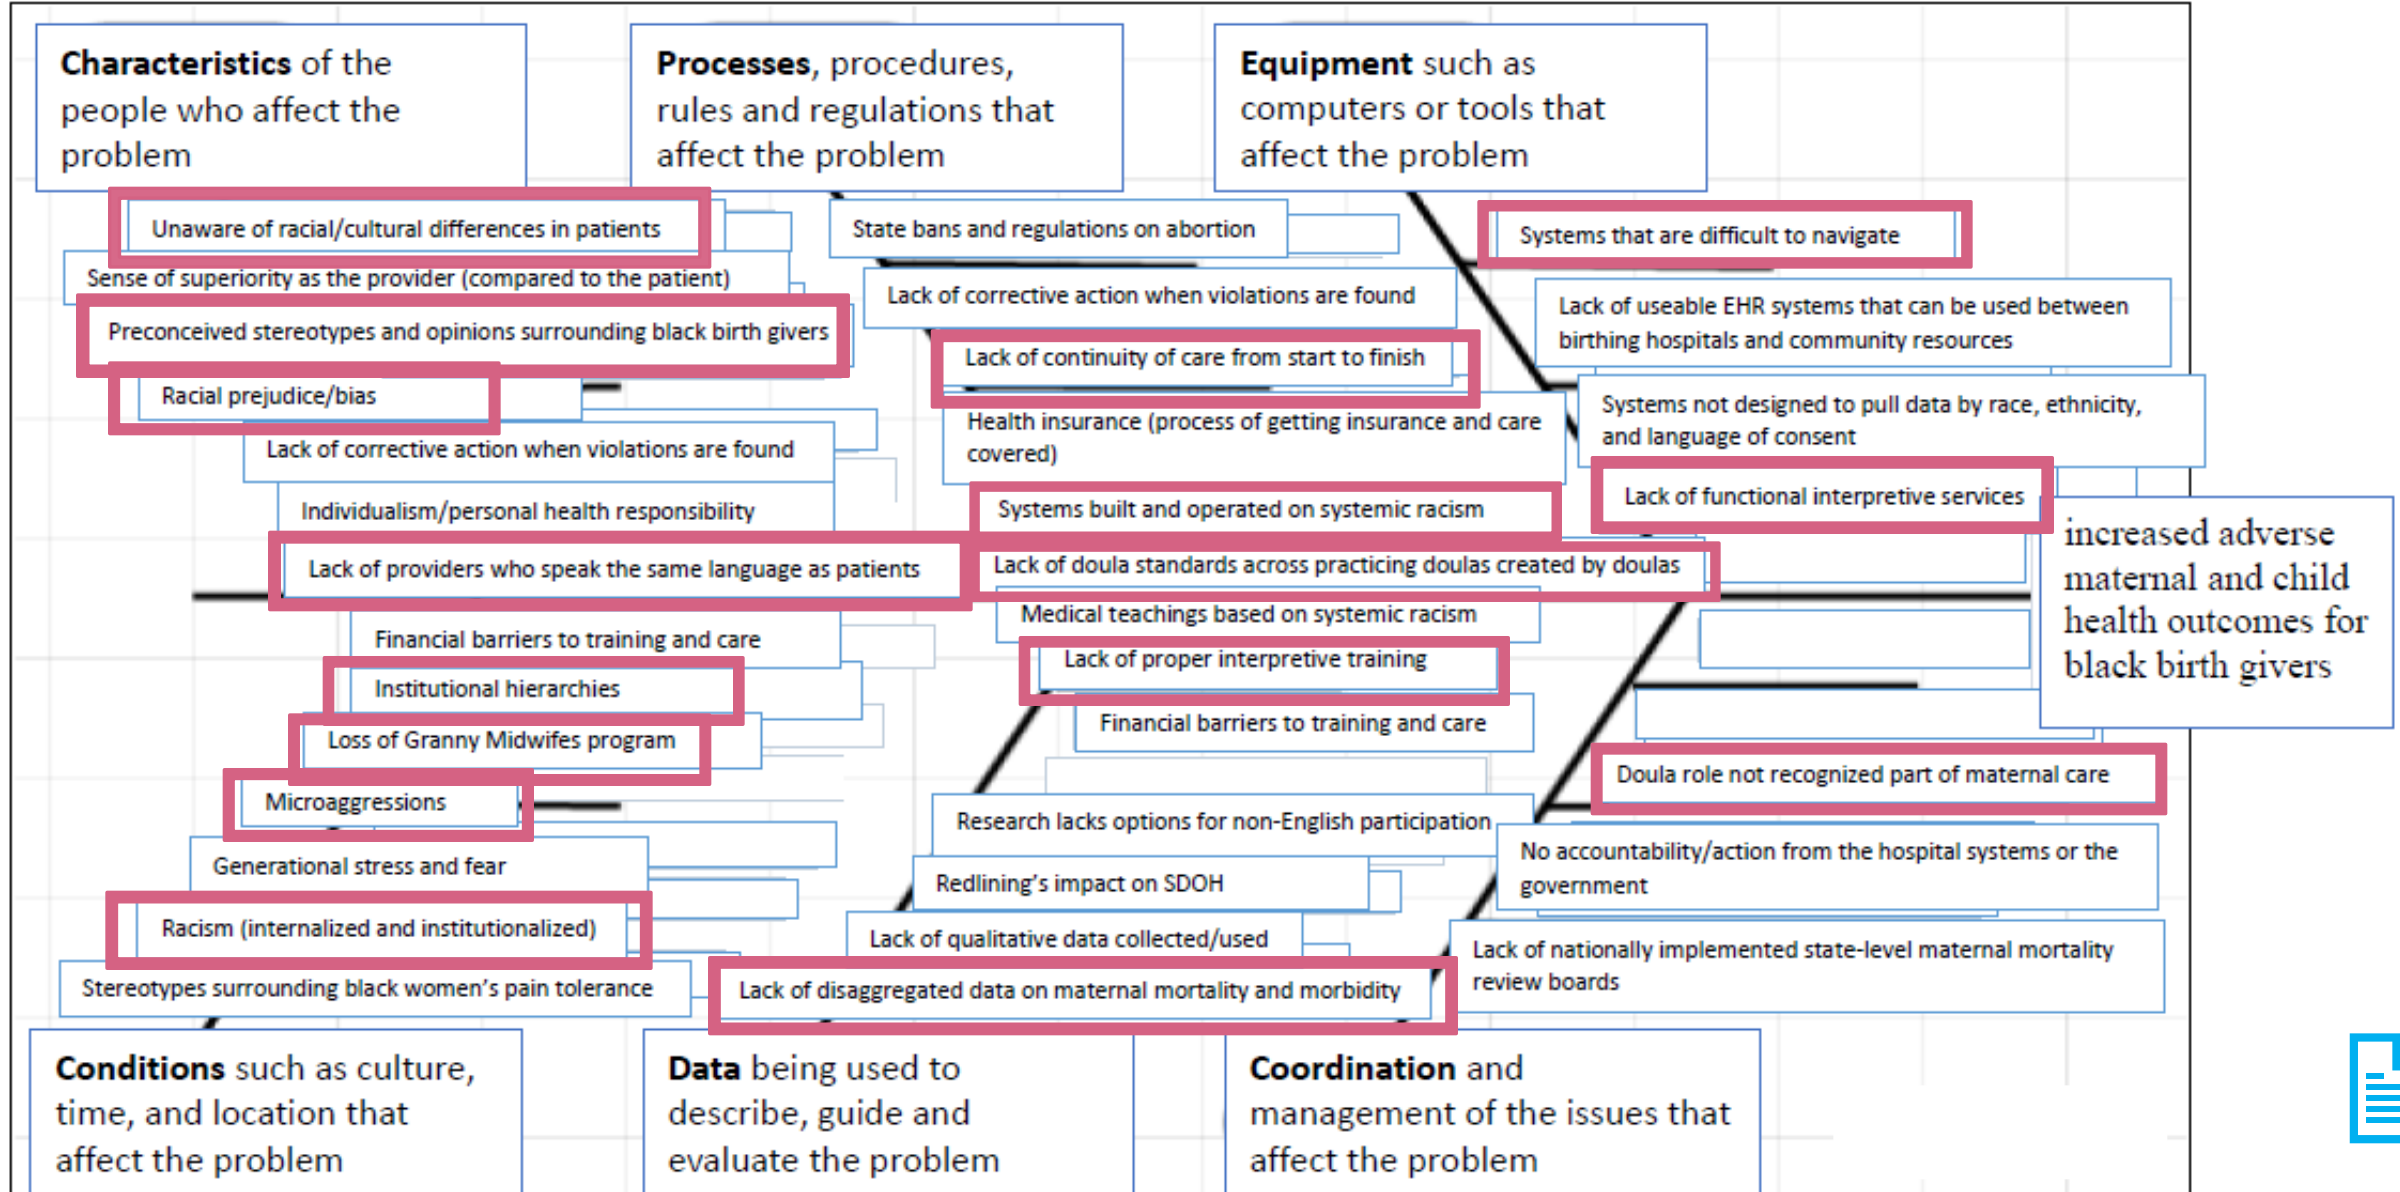 Characteristics of the
people who affect the
problem
Processes, procedures,
rules and regulations that
affect the problem
Equipment such as
computers or tools that
affect the problem
Unaware of racial/cultural differences in patients
Sense of superiority as the provider (compared to the patient)
Preconceived stereotypes and opinions surrounding black birth givers
Racial prejudice/bias
Lack of corrective action when violations are found
Individualism/personal health responsibility
Lack of providers who speak the same language as patients
State bans and regulations on abortion
Lack of corrective action when violations are found
Lack of continuity of care from start to finish
Health insurance (process of getting insurance and care
covered)
Systems built and operated on systemic racism
Lack of doula standards across practicing doulas created by doulas
Systems that are difficult to navigate
Lack of useable EHR systems that can be used between
birthing hospitals and community resources
Systems not designed to pull data by race, ethnicity,
and language of consent
Lack of functional interpretive services
increased adverse
maternal and child
health outcomes for
black birth givers
Financial barriers to training and care
Institutional hierarchies
Loss of Granny Midwifes program
Microaggressions
Generational stress and fear
Racism (internalized and institutionalized)
Stereotypes surrounding black women's pain tolerance
Medical teachings based on systemic racism
Lack of proper interpretive training
Financial barriers to training and care
Research lacks options for non-English participation
Redlining's impact on SDOH
Lack of qualitative data collected/used
Lack of disaggregated data on maternal mortality and morbidity
Doula role not recognized part of maternal care
No accountability/action from the hospital systems or the
government
Lack of nationally implemented state-level maternal mortality
review boards
Conditions such as culture,
time, and location that
affect the problem
Data being used to
describe, guide and
evaluate the problem
Coordination and
management of the issues that
affect the problem